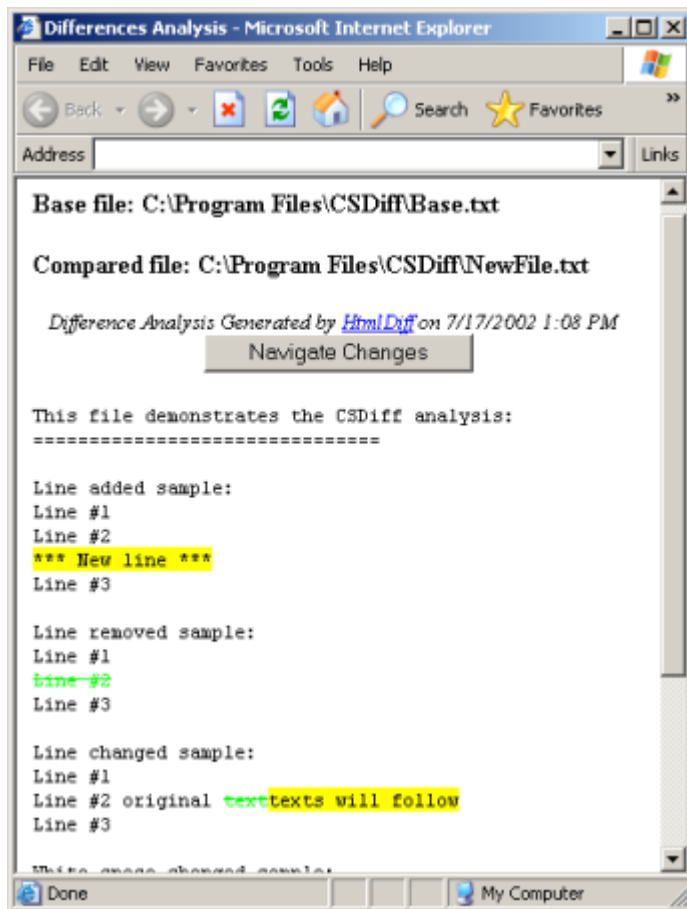 Differences Analysis - Microsoft Internet Explorer
File Edit View Favorites Tools Help
Back Search Favorites »
Address Links
Base file: C:\Program Files\CSDiff\Base.txt
Compared file: C:\Program Files\CSDiff\NewFile.txt
Difference Analysis Generated by HtmlDiff on 7/17/2002 1:08 PM
Navigate Changes
This file demonstrates the CSDiff analysis:
===============================
Line added sample:
Line #1
Line #2
*** New line ***
Line #3
Line removed sample:
Line #1
Line #2
Line #3
Line changed sample:
Line #1
Line #2 original texttexts will follow
Line #3
White space changed sample:
Done My Computer